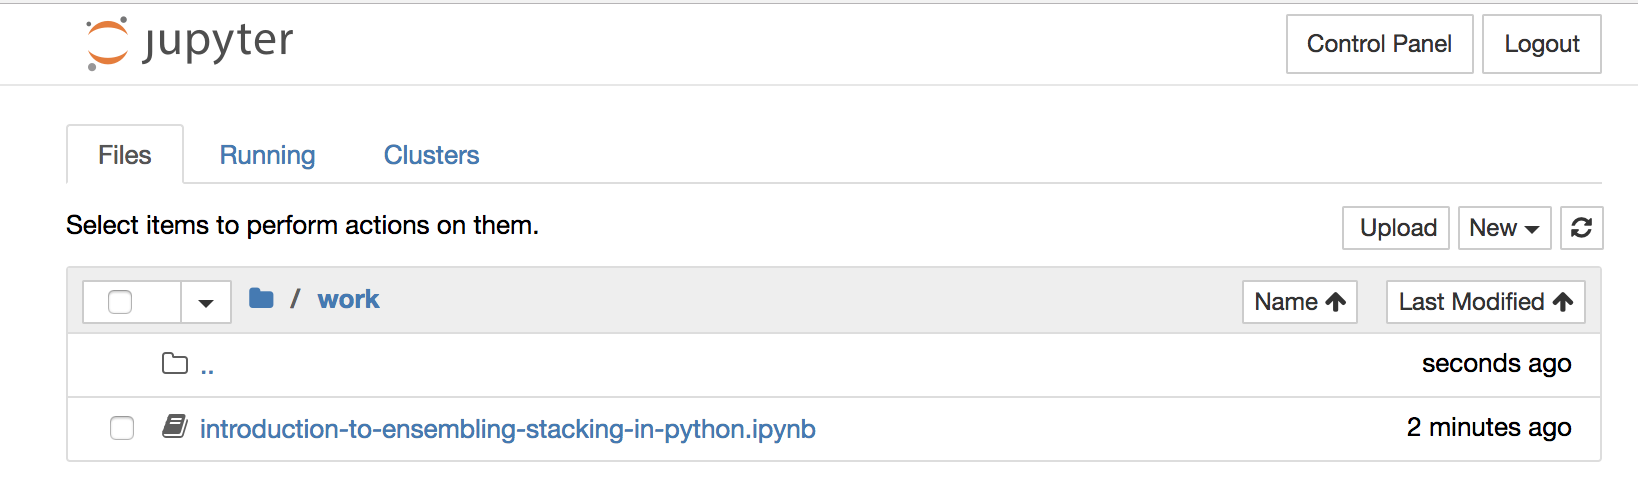 jupyter
Control Panel
Logout
Files
Running
Clusters
Select items to perform actions on them.
Upload
New
/ work
Name
Last Modified
..
seconds ago
introduction-to-ensembling-stacking-in-python.ipynb
2 minutes ago